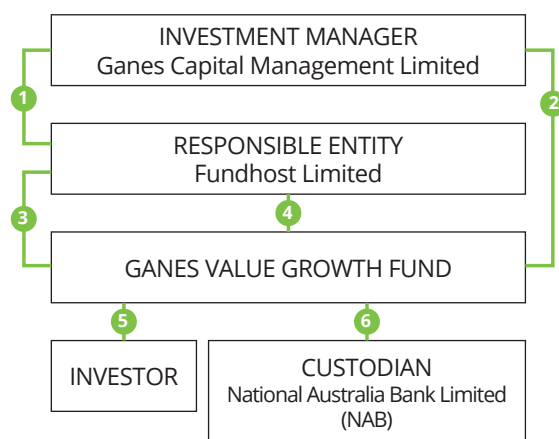 INVESTMENT MANAGER
Ganes Capital Management Limited
1
2
RESPONSIBLE ENTITY
Fundhost Limited
3
4
GANES VALUE GROWTH FUND
5
6
INVESTOR
CUSTODIAN
National Australia Bank Limited
(NAB)